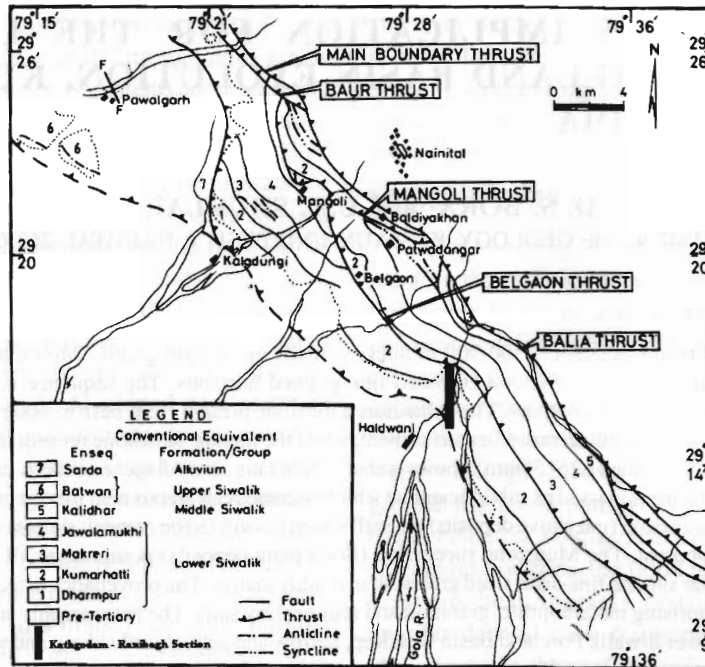 79° 15′ 79° 21′ 79° 28′ 79° 36′
29° 26′
29° 26′
MAIN BOUNDARY THRUST
BAUR THRUST
N
0 km 4
F
Pawalgarh
F
6
6
Nainital
7
3
4
2
2
Mangoli
MANGOLI THRUST
Baldiyakhan
Patwadangar
29° 20
29° 20
Kaladungi
2
Belgaon
BELGAON THRUST
BALIA THRUST
LEGEND
Conventional Equivalent
Enseq Formation/Group
7 Sarda Alluvium
6 Upper Siwalik
5 Kalidhar Middle Siwalik
4 Jawalamukhi
3 Makreri Lower Siwalik
2
1 Dharmpur
Pre-tertiary
Fault
Thrust
Anticline
Syncline
Kathgodam - Ranibagh Section
Haldwani
29° 14′
5
2
3
Gola R.
79° 36